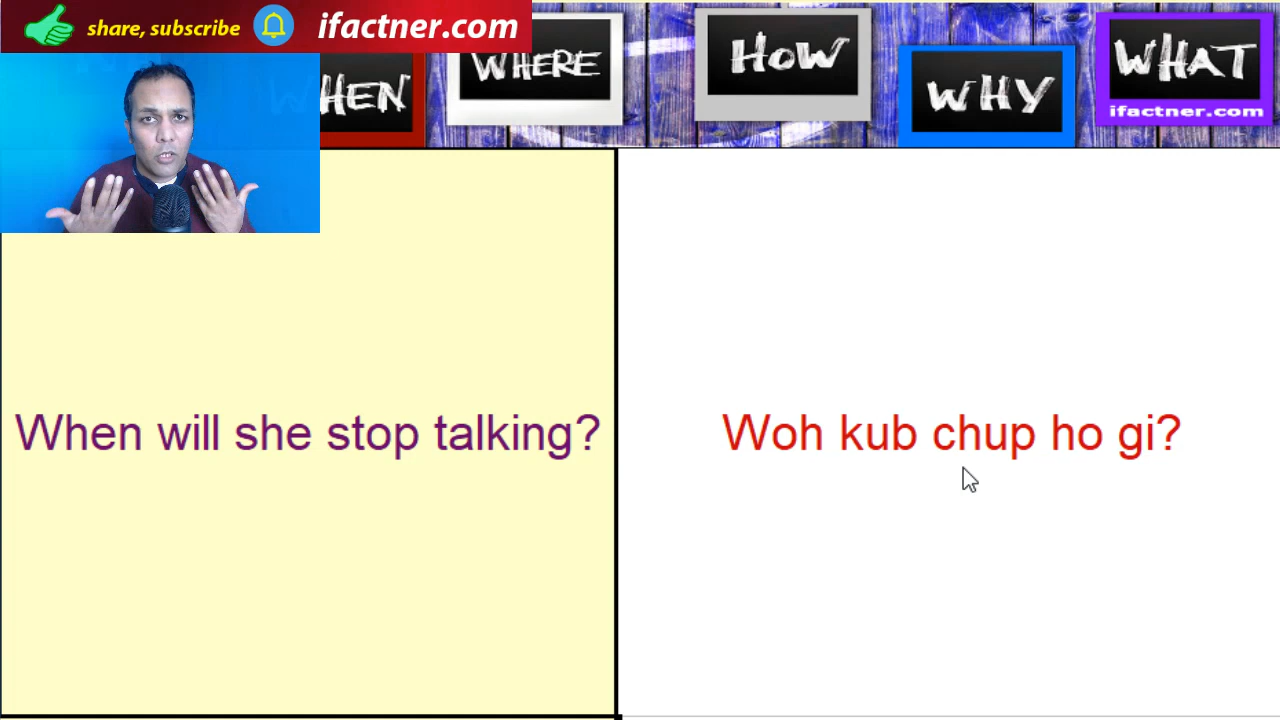 share, subscribe
ifactner.com
WHEN
WHERE
HOW
WHY
WHAT
ifactner.com
When will she stop talking?
Woh kub chup ho gi?